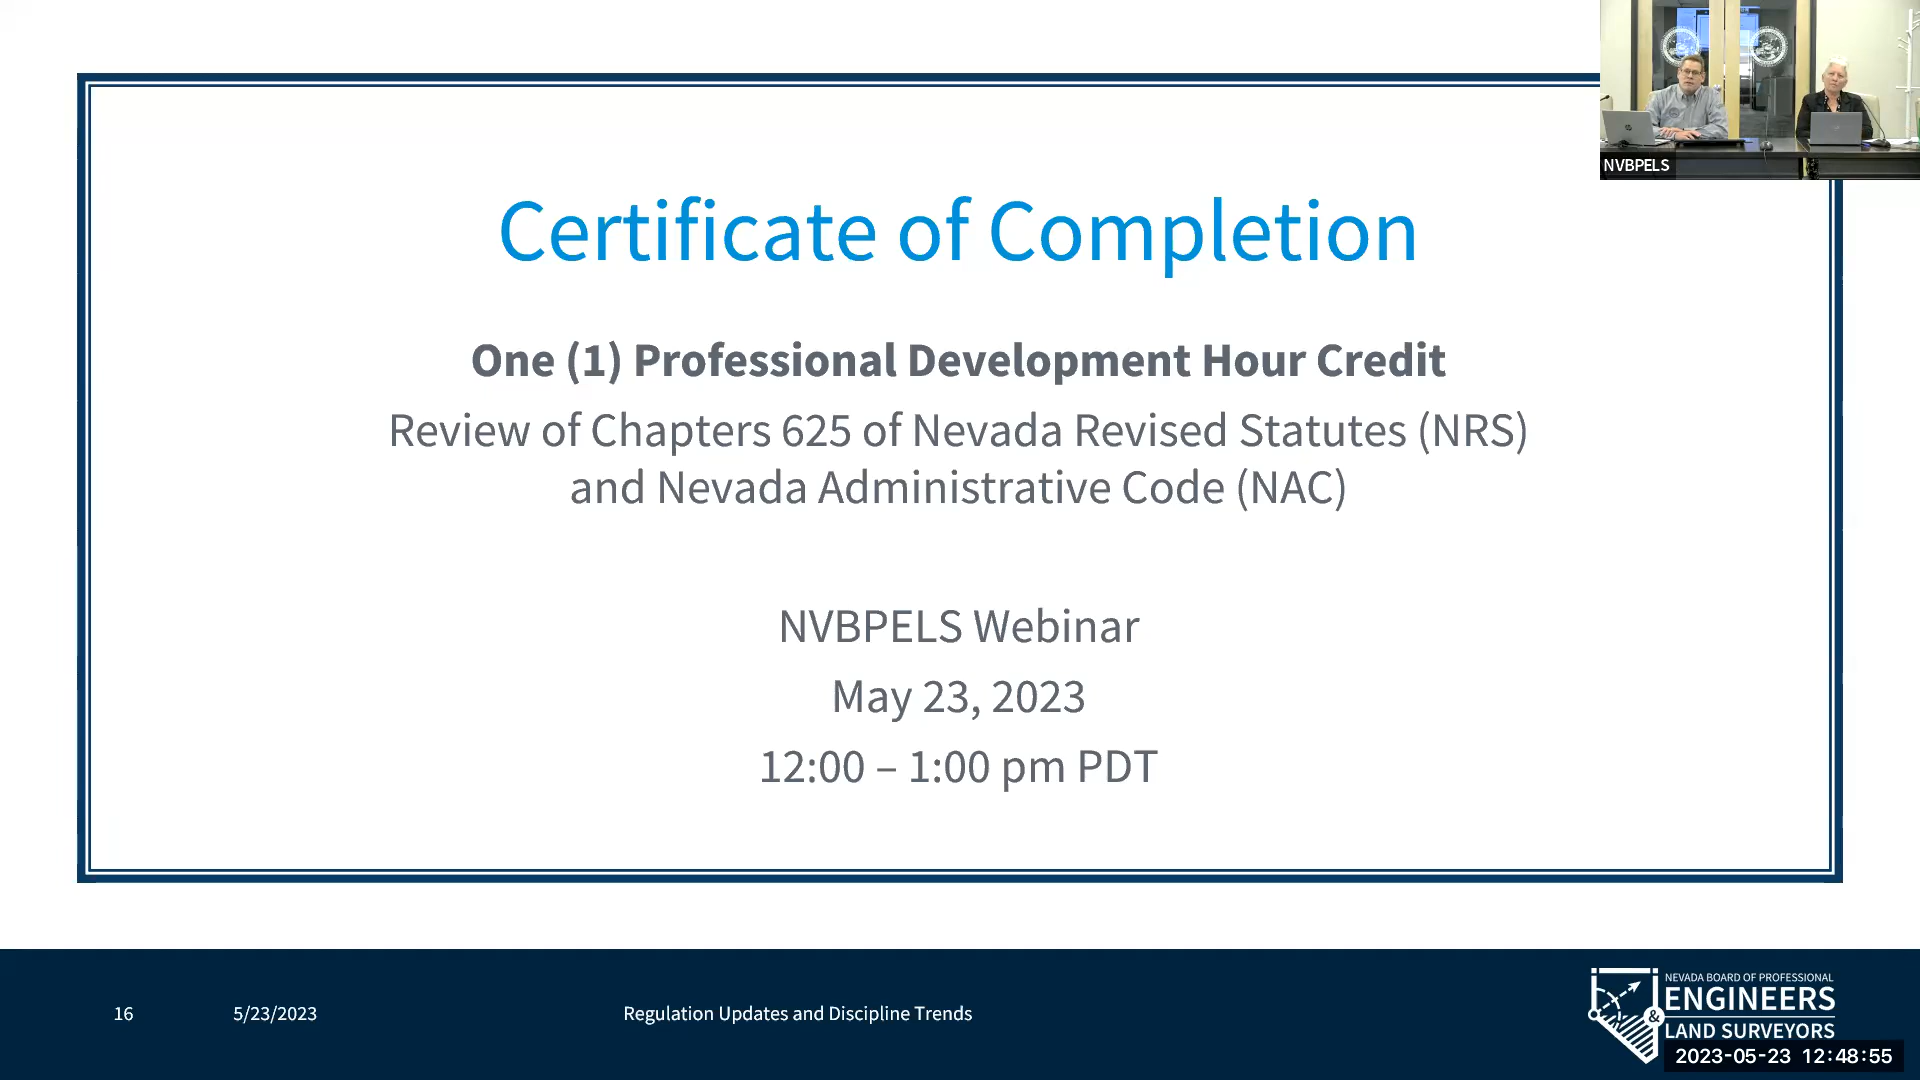 NVBPELS
Certificate of Completion
One (1) Professional Development Hour Credit
Review of Chapters 625 of Nevada Revised Statutes (NRS)
and Nevada Administrative Code (NAC)
NVBPELS Webinar
May 23, 2023
12:00 – 1:00 pm PDT
16
5/23/2023
Regulation Updates and Discipline Trends
NEVADA BOARD OF PROFESSIONAL
ENGINEERS
&
LAND SURVEYORS
2023-05-23 12:48:55